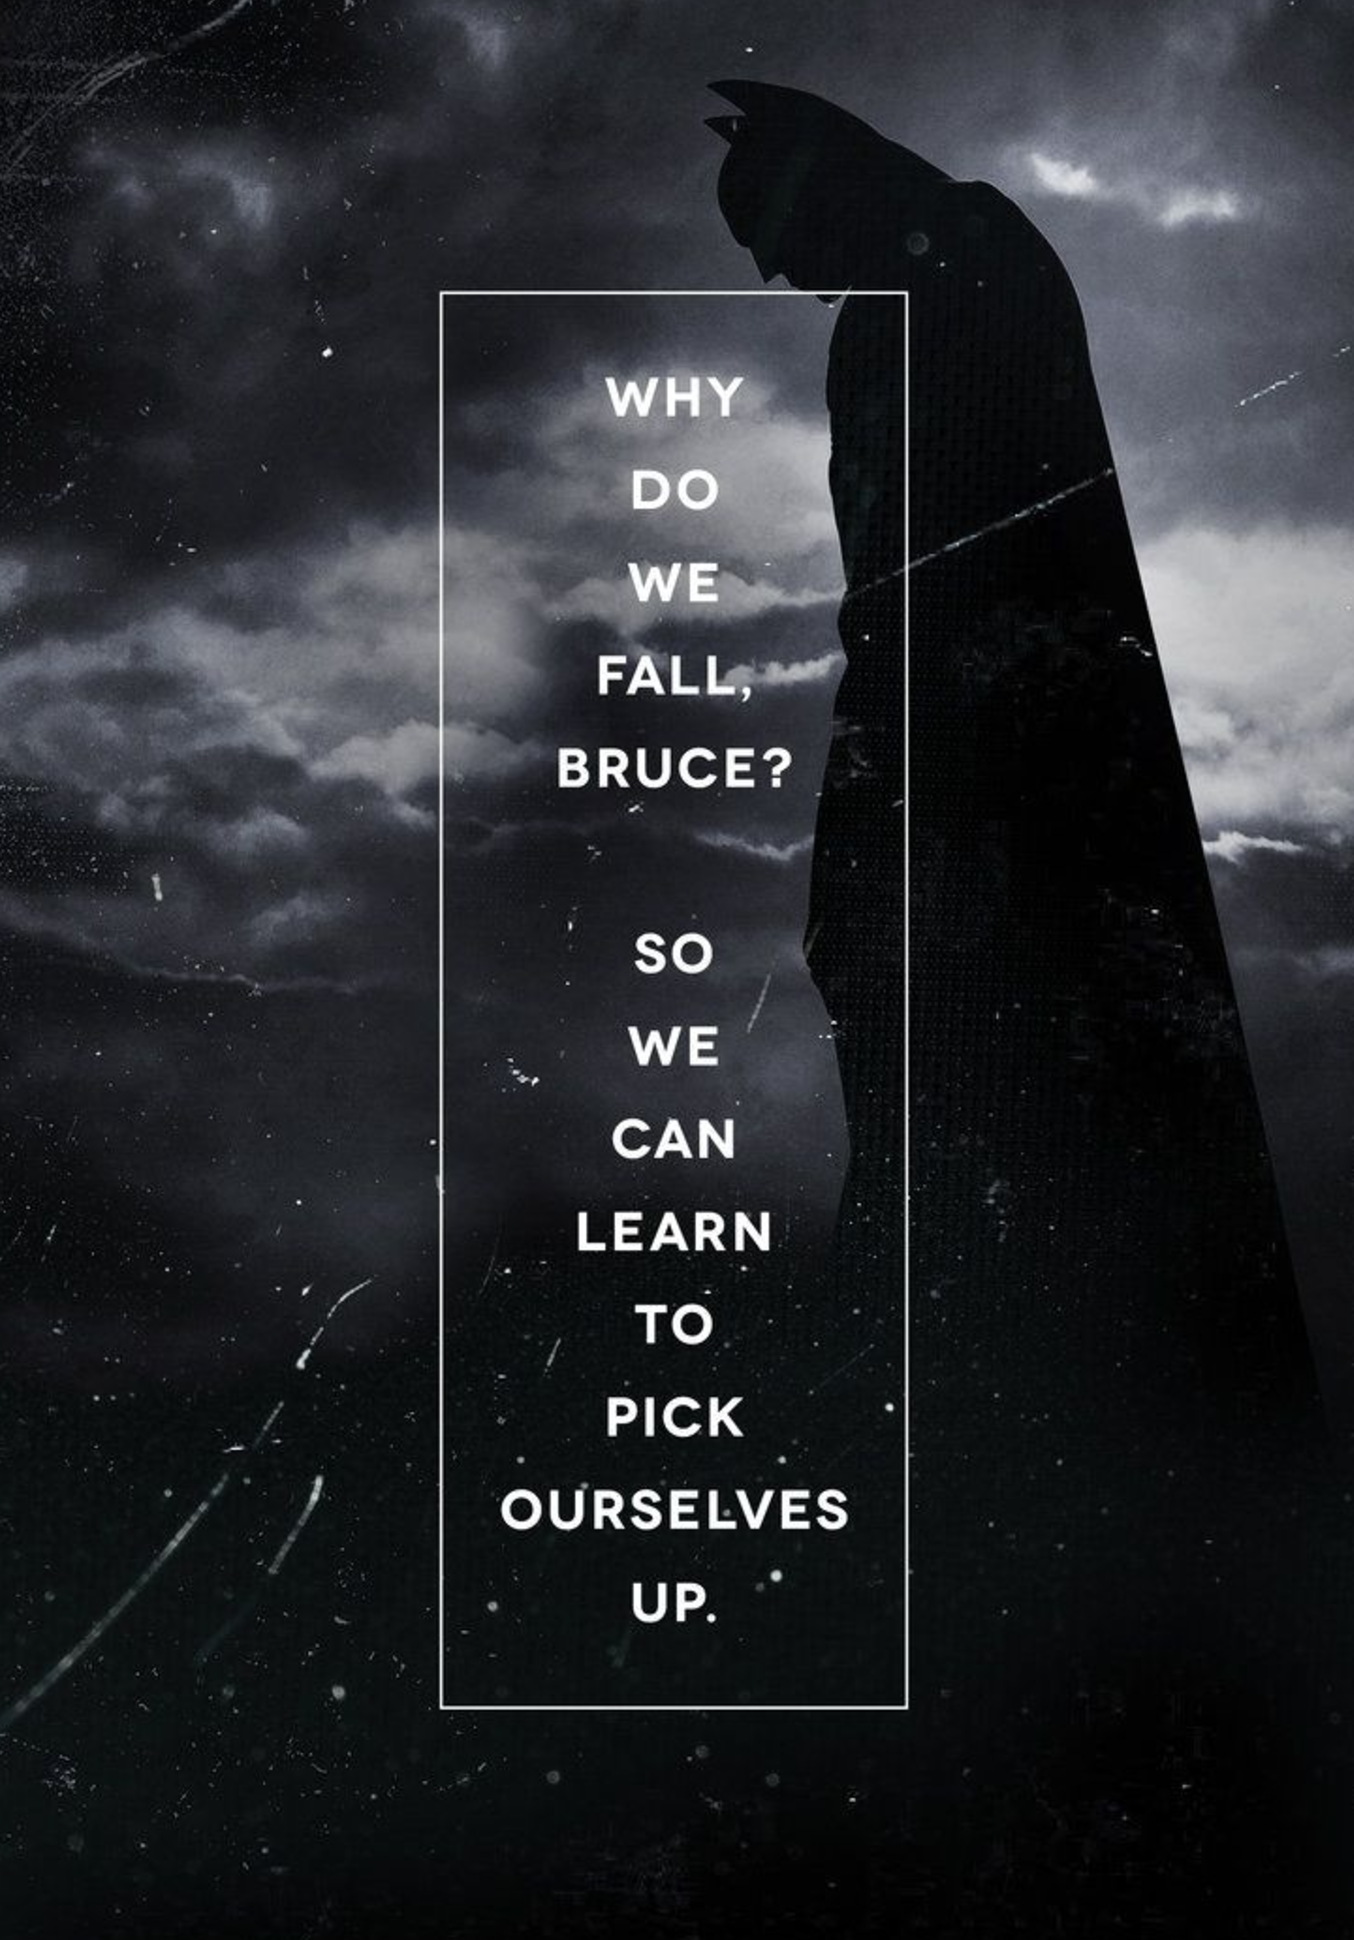 WHY
DO
WE
FALL,
BRUCE?
SO
WE
CAN
LEARN
TO
PICK
OURSELVES
UP.